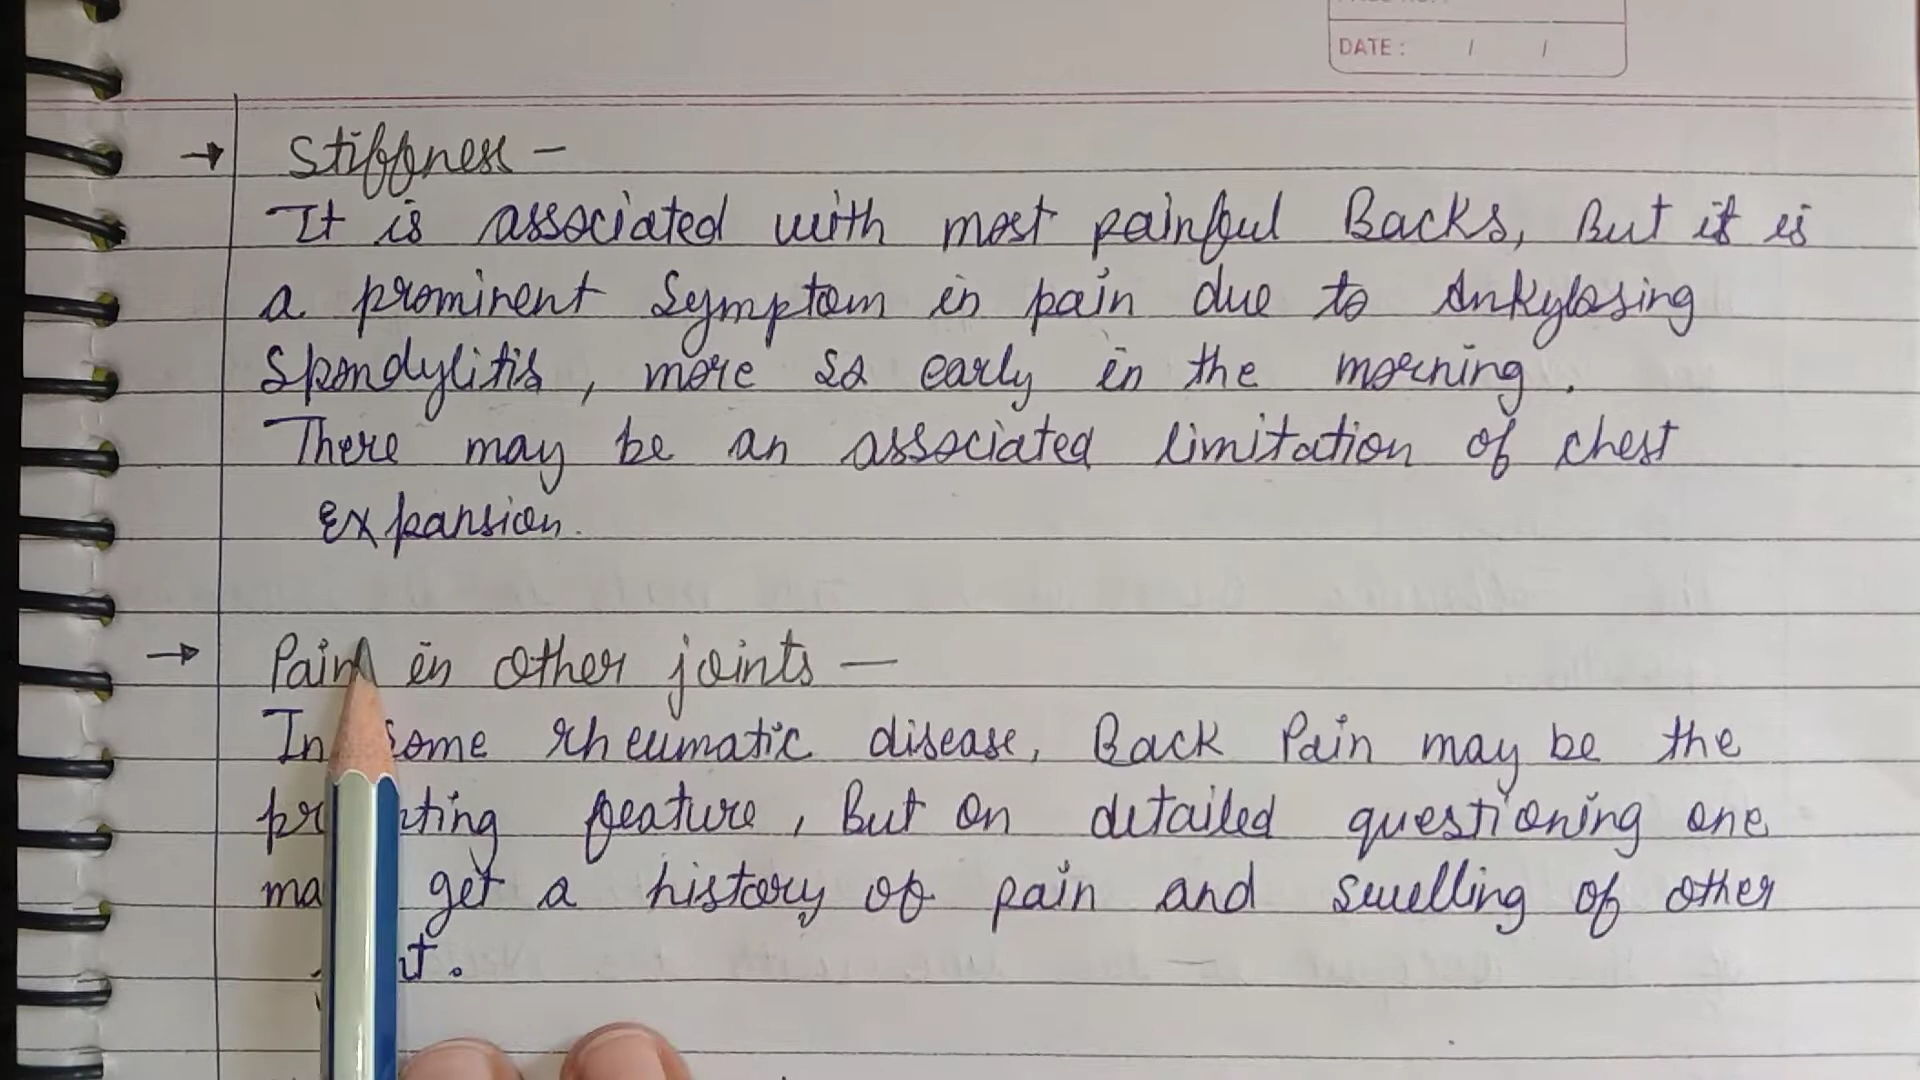 DATE : / /
→ Stiffness -
It is associated with most painful Backs, But it is
a prominent Symptom in pain due to Ankylosing
Spondylitis, more so early in the morning.
There may be an associated limitation of chest
Expansion.
→ Pain in Other joints -
In some rheumatic disease, Back Pain may be the
feature, But on detailed questioning one
get a history of pain and swelling of other